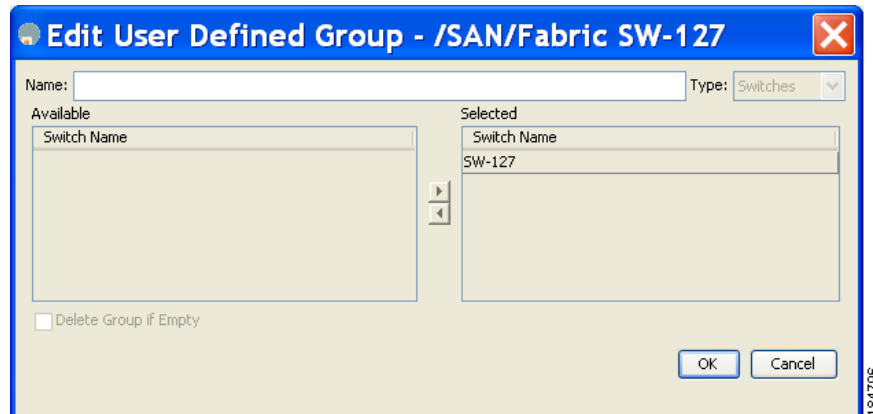 Edit User Defined Group - /SAN/Fabric SW-127
Name: Type: Switches
Available Selected
Switch Name Switch Name
SW-127
Delete Group if Empty
OK Cancel
184796